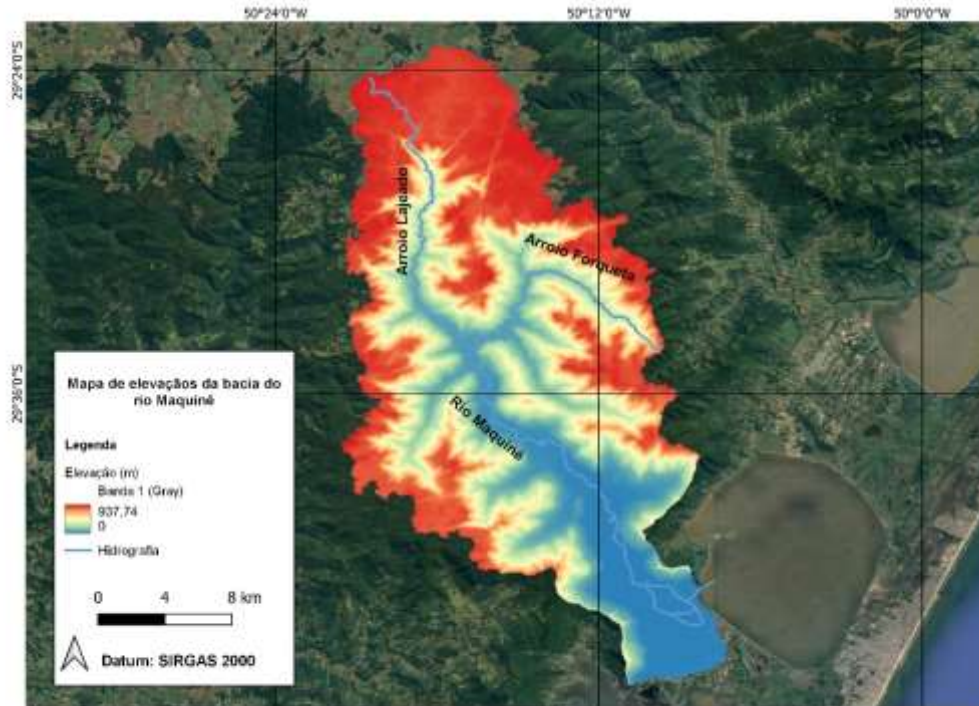 50°24'0"W
50°12'0"W
50°0'0"W
29°24'0"S
29°36'0"S
Arroio Lajeado
Arroio Forqueta
Rio Maquiné
Mapa de elevações da bacia do
rio Maquinê
Legenda
Elevação (m)
Banda 1 (Gray)
937,74
0
Hidrografia
0 4 8 km
Datum: SIRGAS 2000